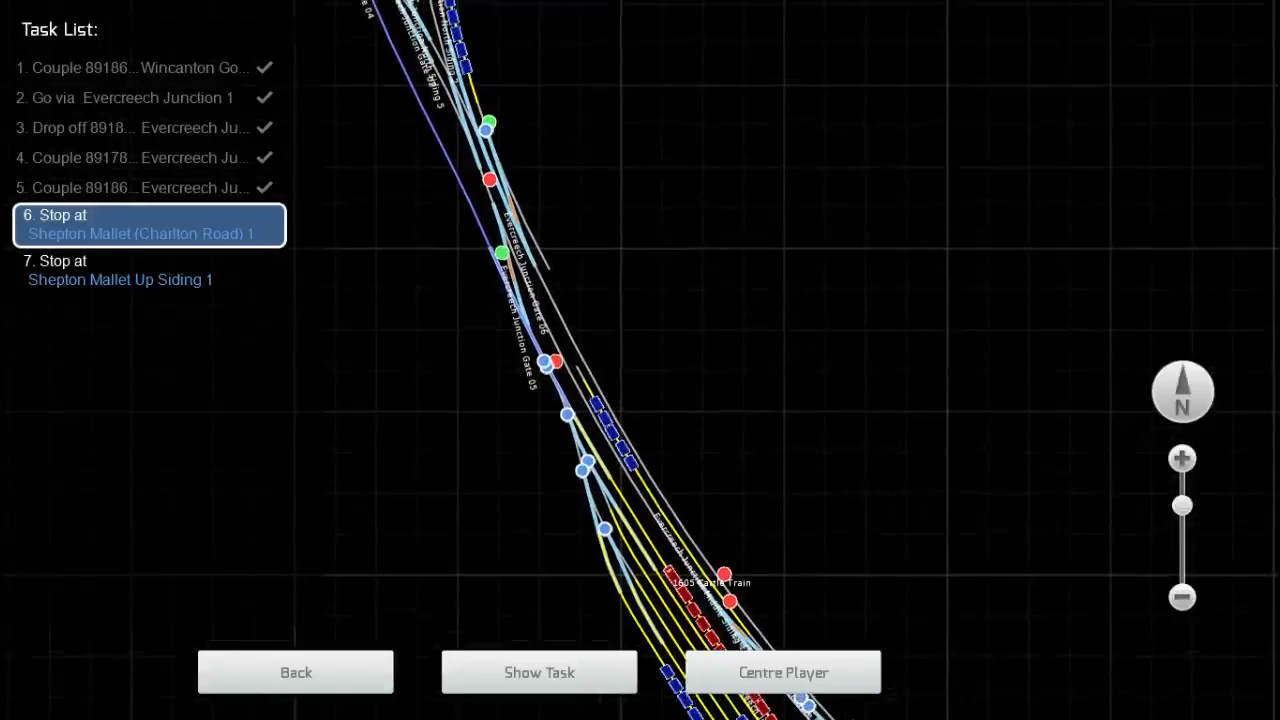 Task List:
1. Couple 89186... Wincanton Go...
2. Go via Evercreech Junction 1
3. Drop off 8918... Evercreech Ju...
4. Couple 89178... Evercreech Ju...
5. Couple 89186... Evercreech Ju...
6. Stop at
Shepton Mallet (Charlton Road) 1
7. Stop at
Shepton Mallet Up Siding 1
Evercreech Junction Gate 06
Evercreech Junction Gate 05
1605 Cattle Train
N
Back
Show Task
Centre Player